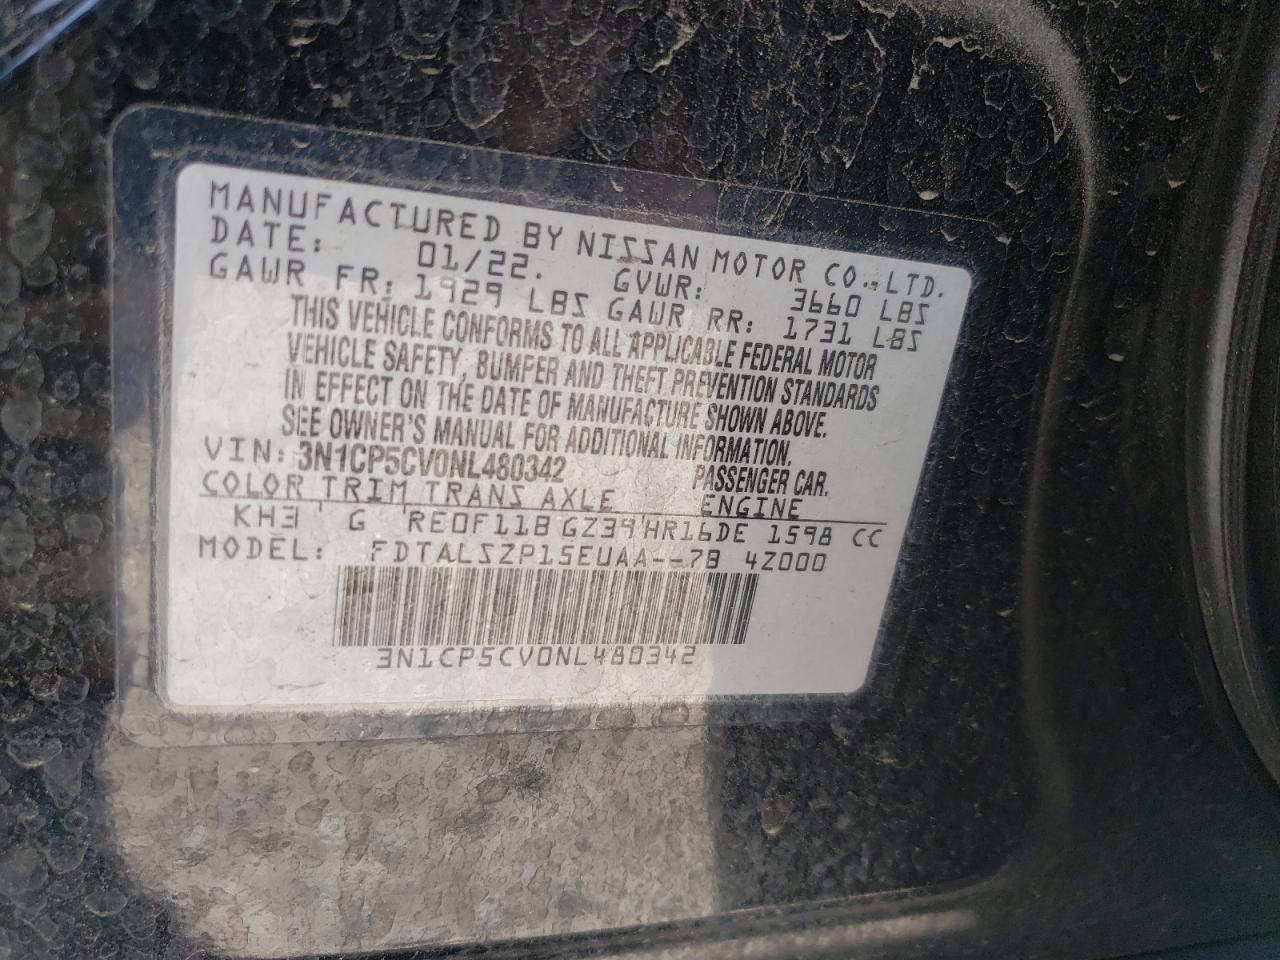 MANUFACTURED BY NISSAN MOTOR CO.,LTD.
DATE: 01/22. GVWR: 3660 LBS
GAWR FR: 1929 LBS GAWR RR: 1731 LBS
THIS VEHICLE CONFORMS TO ALL APPLICABLE FEDERAL MOTOR
VEHICLE SAFETY, BUMPER AND THEFT PREVENTION STANDARDS
IN EFFECT ON THE DATE OF MANUFACTURE SHOWN ABOVE.
SEE OWNER'S MANUAL FOR ADDITIONAL INFORMATION.
VIN: 3N1CP5CV0NL480342 PASSENGER CAR.
COLOR TRIM TRANS AXLE ENGINE
KH3 G RE0F11B GZ39 HR16DE 1598 CC
MODEL: FDTALSZP15EUAA--7B 4Z000
3N1CP5CV0NL480342